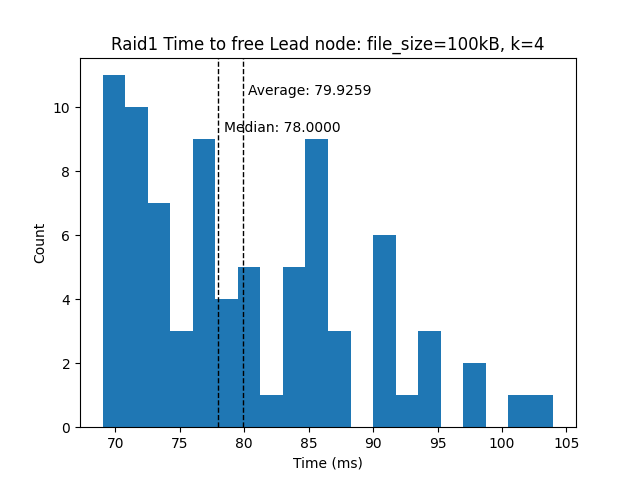 Raid1 Time to free Lead node: file_size=100kB, k=4
Average: 79.9259
Median: 78.0000
10
8
6
4
2
0
Count
70 75 80 85 90 95 100 105
Time (ms)